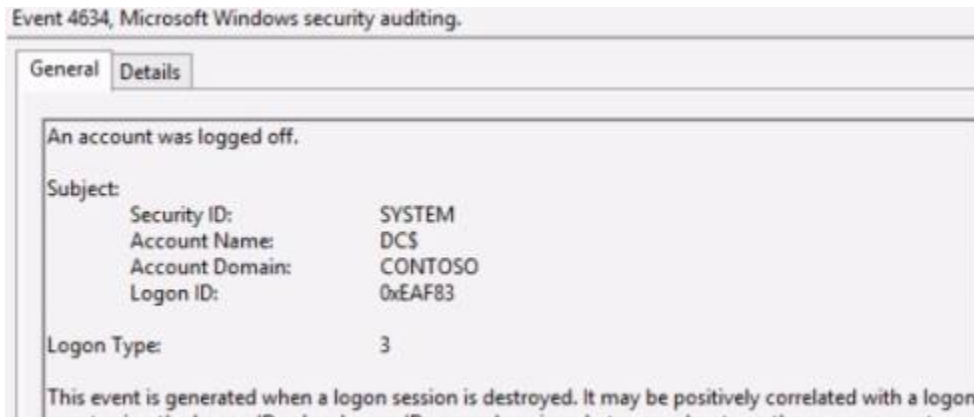 Event 4634, Microsoft Windows security auditing.
General Details
An account was logged off.
Subject:
Security ID: SYSTEM
Account Name: DC$
Account Domain: CONTOSO
Logon ID: 0xEAF83
Logon Type: 3
This event is generated when a logon session is destroyed. It may be positively correlated with a logon